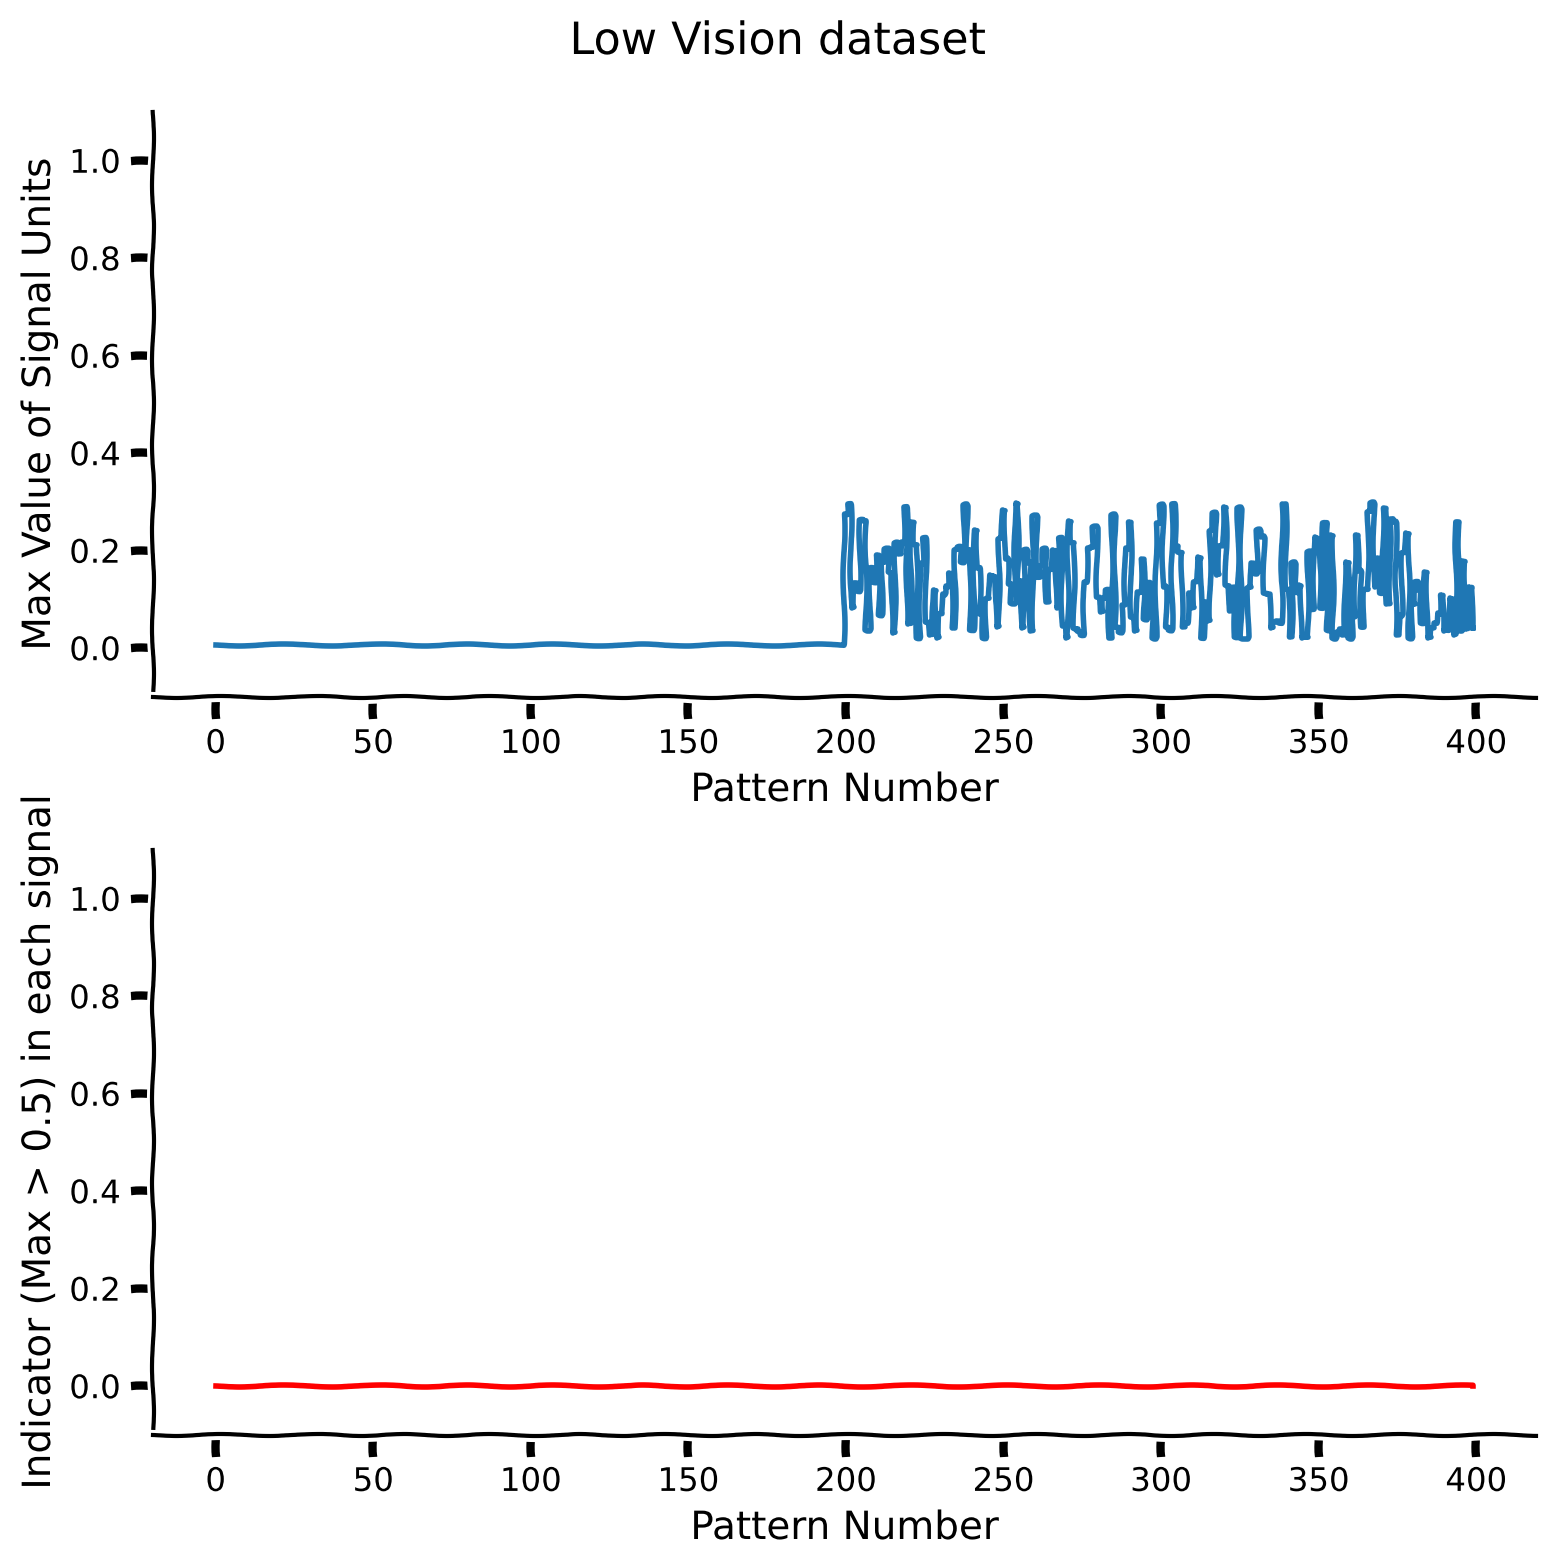 Low Vision dataset
Max Value of Signal Units
1.0
0.8
0.6
0.4
0.2
0.0
0 50 100 150 200 250 300 350 400
Pattern Number
Indicator (Max > 0.5) in each signal
1.0
0.8
0.6
0.4
0.2
0.0
0 50 100 150 200 250 300 350 400
Pattern Number